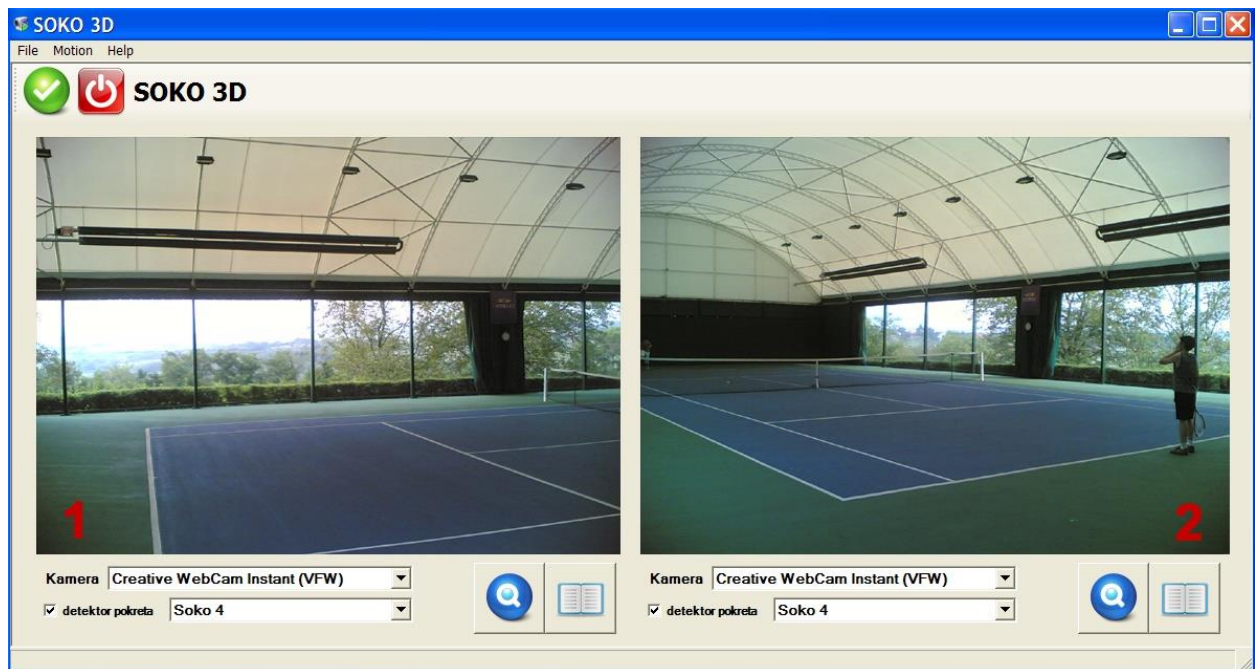 SOKO 3D
File Motion Help
SOKO 3D
1
2
Kamera Creative WebCam Instant (VFW)
detektor pokreta Soko 4
Kamera Creative WebCam Instant (VFW)
detektor pokreta Soko 4